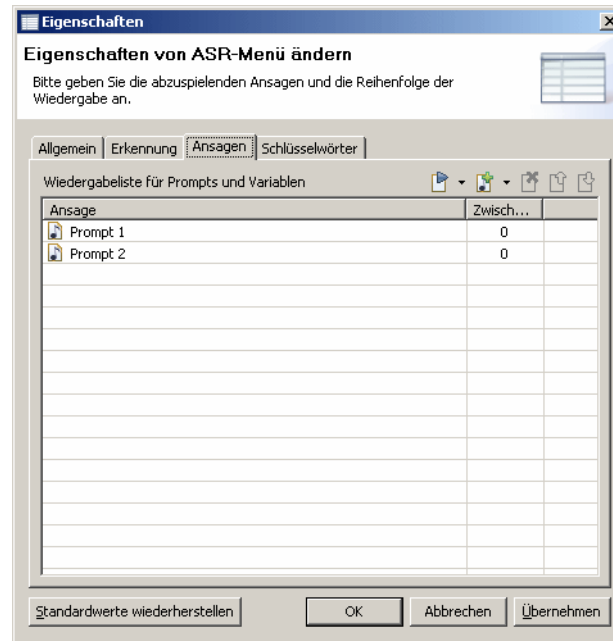 Eigenschaften
Eigenschaften von ASR-Menü ändern
Bitte geben Sie die abzuspielenden Ansagen und die Reihenfolge der
Wiedergabe an.
Allgemein Erkennung Ansagen Schlüsselwörter
Wiedergabeliste für Prompts und Variablen
Ansage Zwisch...
Prompt 1 0
Prompt 2 0
Standardwerte wiederherstellen OK Abbrechen Übernehmen